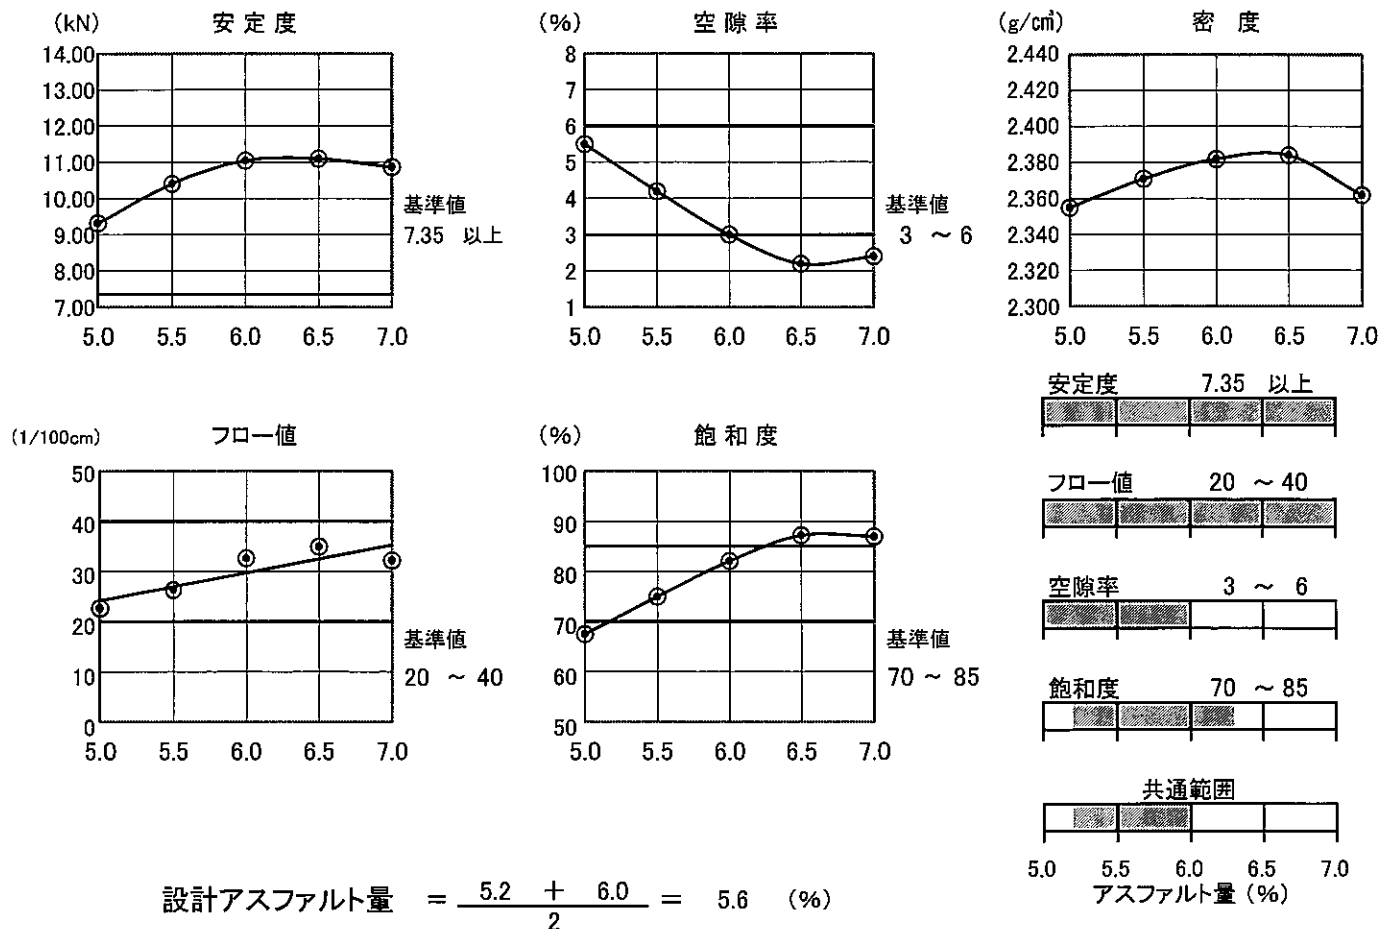 (kN) 安定度
14.00
13.00
12.00
11.00
10.00
9.00
8.00
7.00
5.0 5.5 6.0 6.5 7.0
基準値
7.35 以上
(%) 空隙率
8
7
6
5
4
3
2
1
5.0 5.5 6.0 6.5 7.0
基準値
3 ～ 6
(g/c㎥) 密度
2.440
2.420
2.400
2.380
2.360
2.340
2.330
2.300
5.0 5.5 6.0 6.5 7.0
(1/100cm) フロー値
50
40
30
20
10
0
5.0 5.5 6.0 6.5 7.0
基準値
20 ～ 40
(%) 飽和度
100
90
80
70
60
50
5.0 5.5 6.0 6.5 7.0
基準値
70 ～ 85
安定度 7.35 以上
フロー値 20 ～ 40
空隙率 3 ～ 6
飽和度 70 ～ 85
共通範囲
5.0 5.5 6.0 6.5 7.0
アスファルト量 (%)
設計アスファルト量 = 5.2 + 6.0 = 5.6 (%)
2